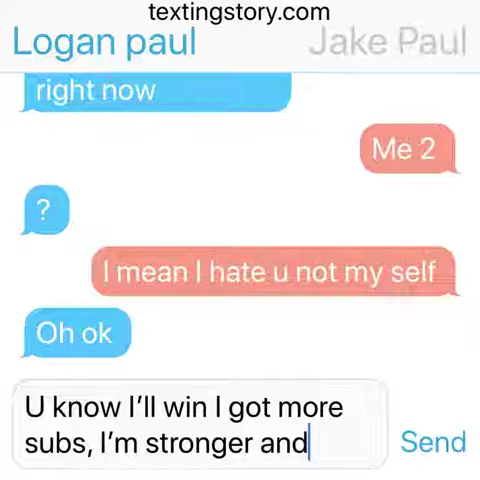 textingstory.com
Logan paul Jake Paul
right now
Me 2
?
I mean I hate u not my self
Oh ok
U know I'll win I got more
subs, I'm stronger and
Send